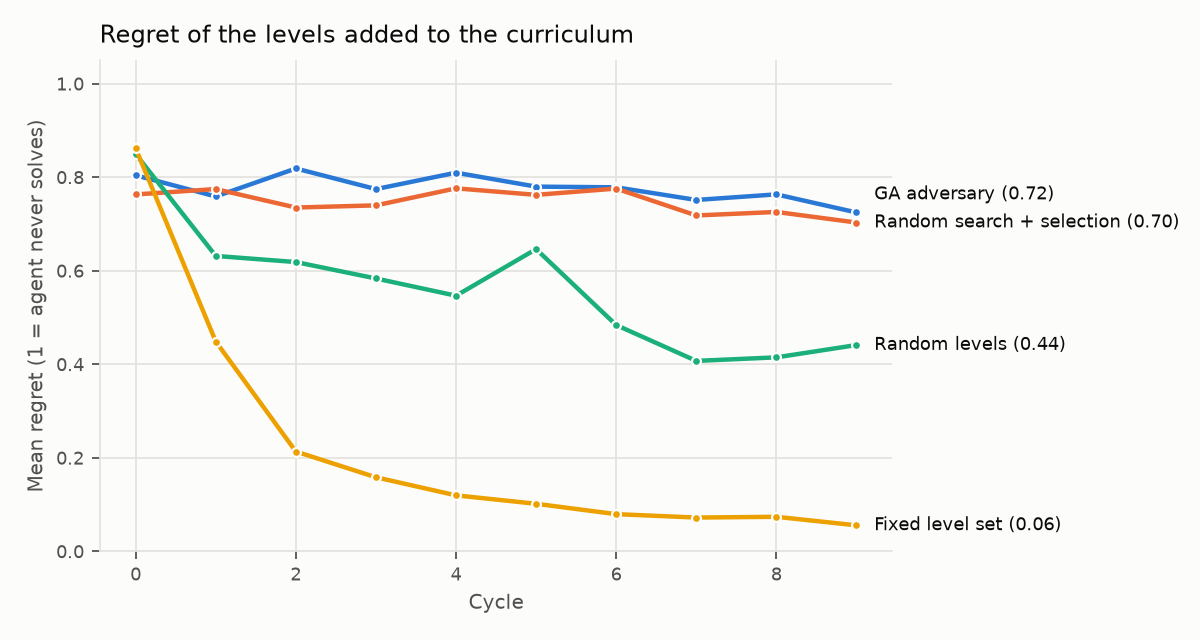 Regret of the levels added to the curriculum
Mean regret (1 = agent never solves)
1.0
0.8
0.6
0.4
0.2
0.0
0
2
4
6
8
Cycle
GA adversary (0.72)
Random search + selection (0.70)
Random levels (0.44)
Fixed level set (0.06)